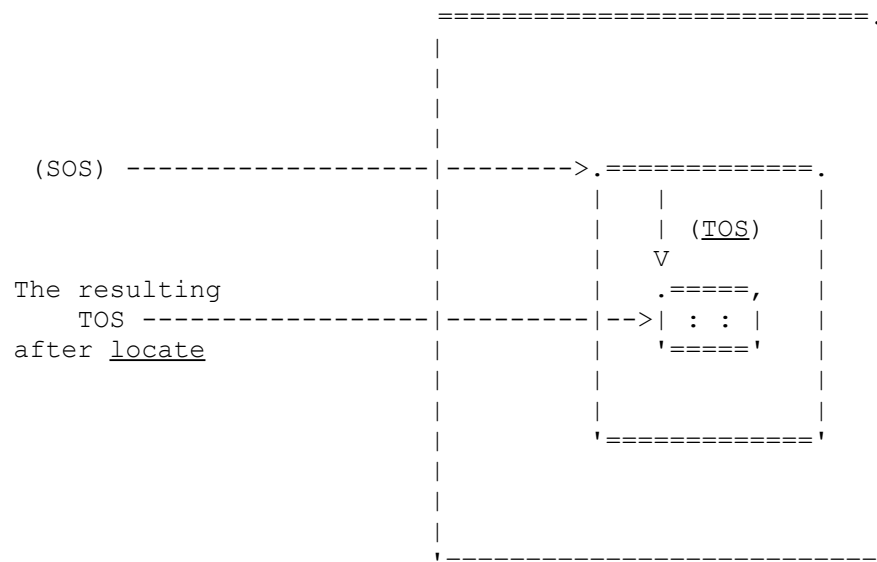 (SOS)
(TOS)
V
The resulting
TOS
: :
after locate